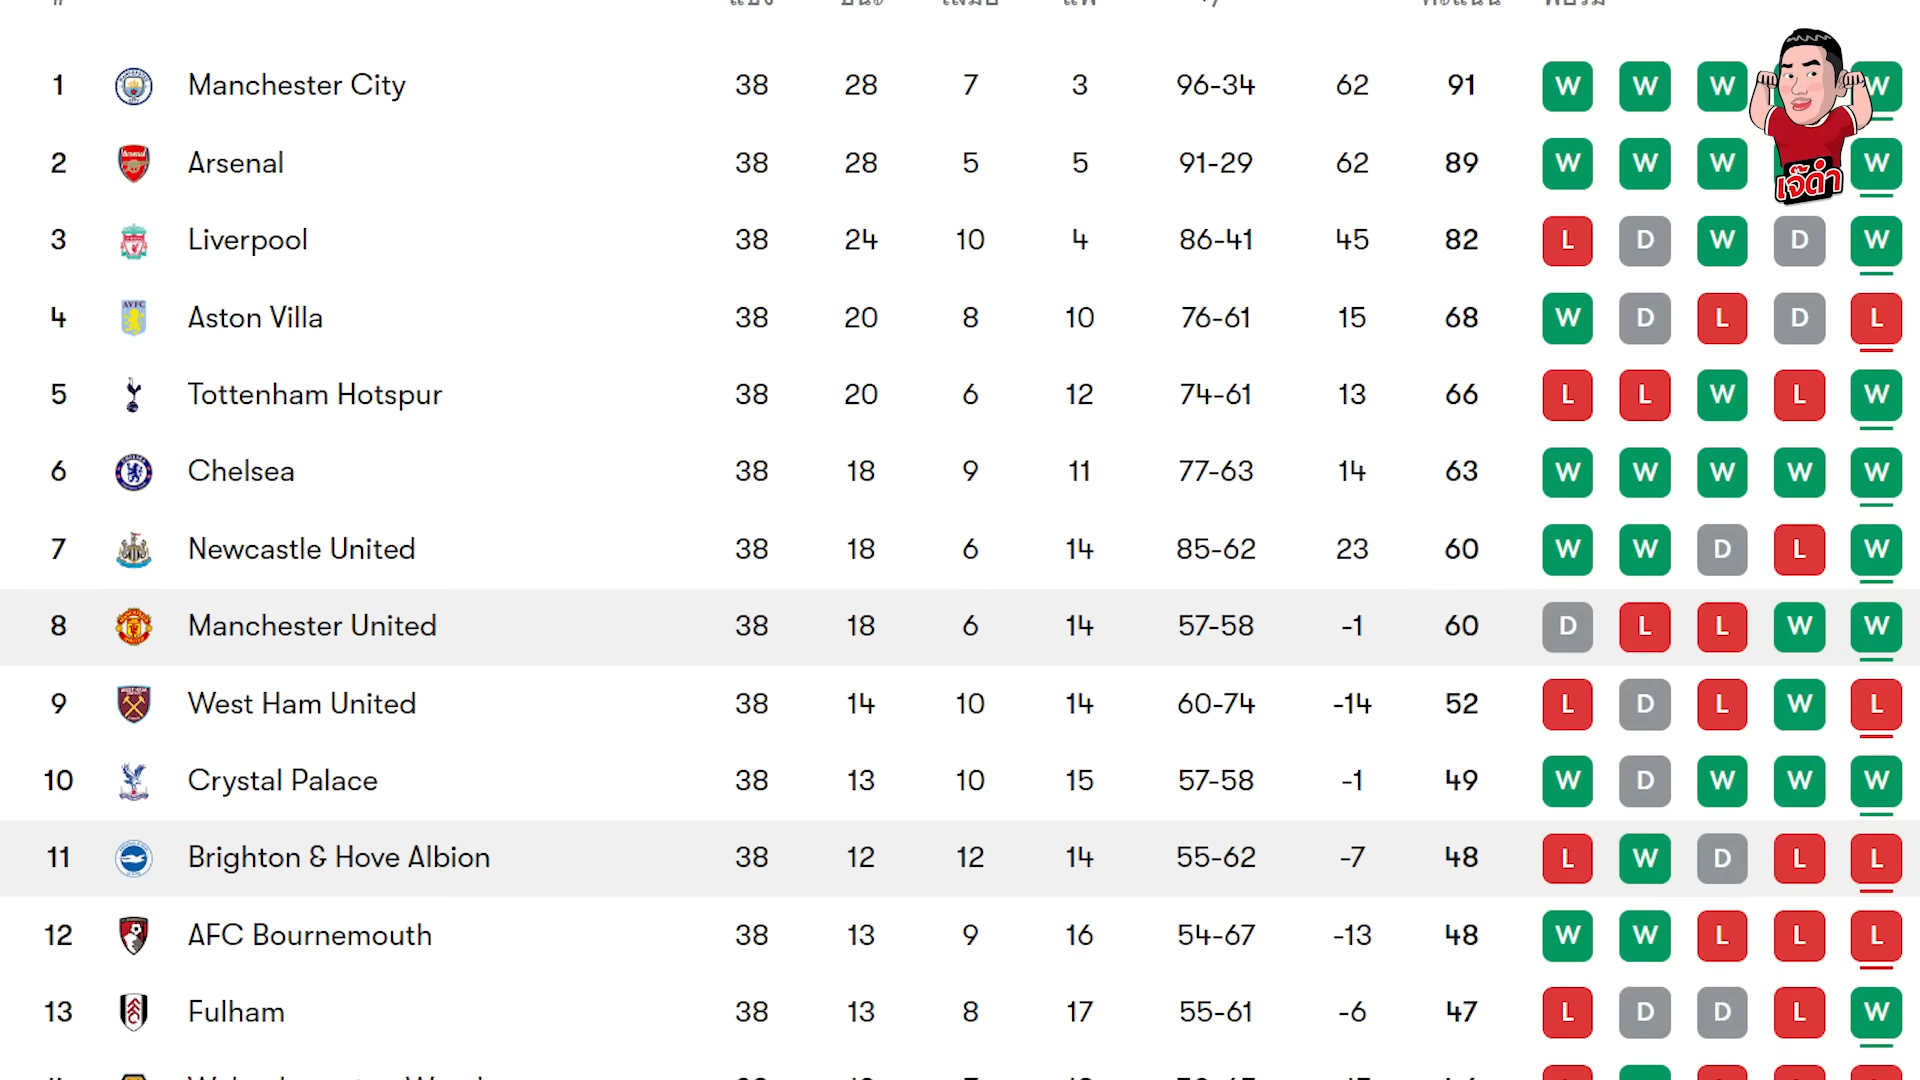 1 Manchester City 38 28 7 3 96-34 62 91 W W W W
2 Arsenal 38 28 5 5 91-29 62 89 W W W W
เจ๊ดำ
3 Liverpool 38 24 10 4 86-41 45 82 L D W D W
4 Aston Villa 38 20 8 10 76-61 15 68 W D L D L
5 Tottenham Hotspur 38 20 6 12 74-61 13 66 L L W L W
6 Chelsea 38 18 9 11 77-63 14 63 W W W W W
7 Newcastle United 38 18 6 14 85-62 23 60 W W D L W
8 Manchester United 38 18 6 14 57-58 -1 60 D L L W W
9 West Ham United 38 14 10 14 60-74 -14 52 L D L W L
10 Crystal Palace 38 13 10 15 57-58 -1 49 W D W W W
11 Brighton & Hove Albion 38 12 12 14 55-62 -7 48 L W D L L
12 AFC Bournemouth 38 13 9 16 54-67 -13 48 W W L L L
13 Fulham 38 13 8 17 55-61 -6 47 L D D L W